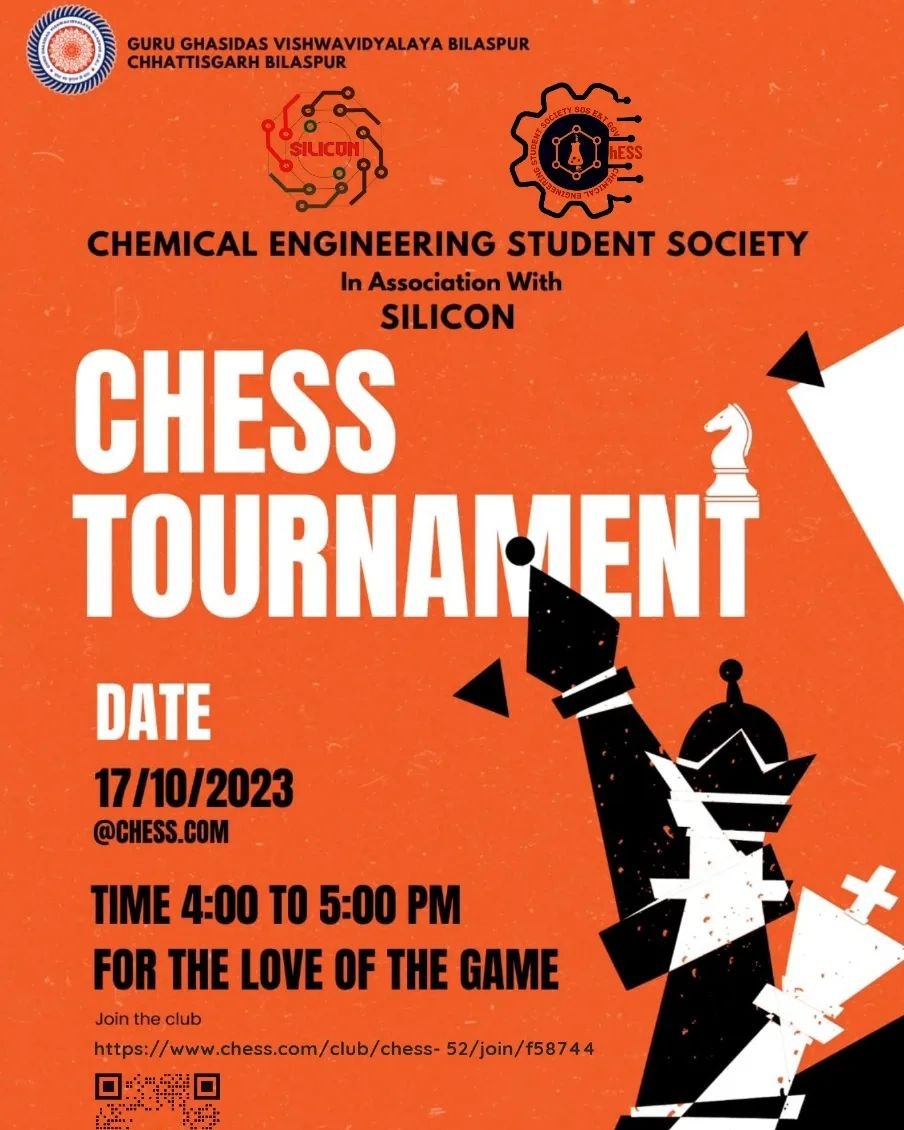 GURU GHASIDAS VISHWAVIDYALAYA BILASPUR
CHHATTISGARH BILASPUR
SILICON
CHEMICAL ENGINEERING STUDENT SOCIETY SOS E&T GGV
ChESS
CHEMICAL ENGINEERING STUDENT SOCIETY
In Association With
SILICON
CHESS
TOURNAMENT
DATE
17/10/2023
@CHESS.COM
TIME 4:00 TO 5:00 PM
FOR THE LOVE OF THE GAME
Join the club
https://www.chess.com/club/chess- 52/join/f58744